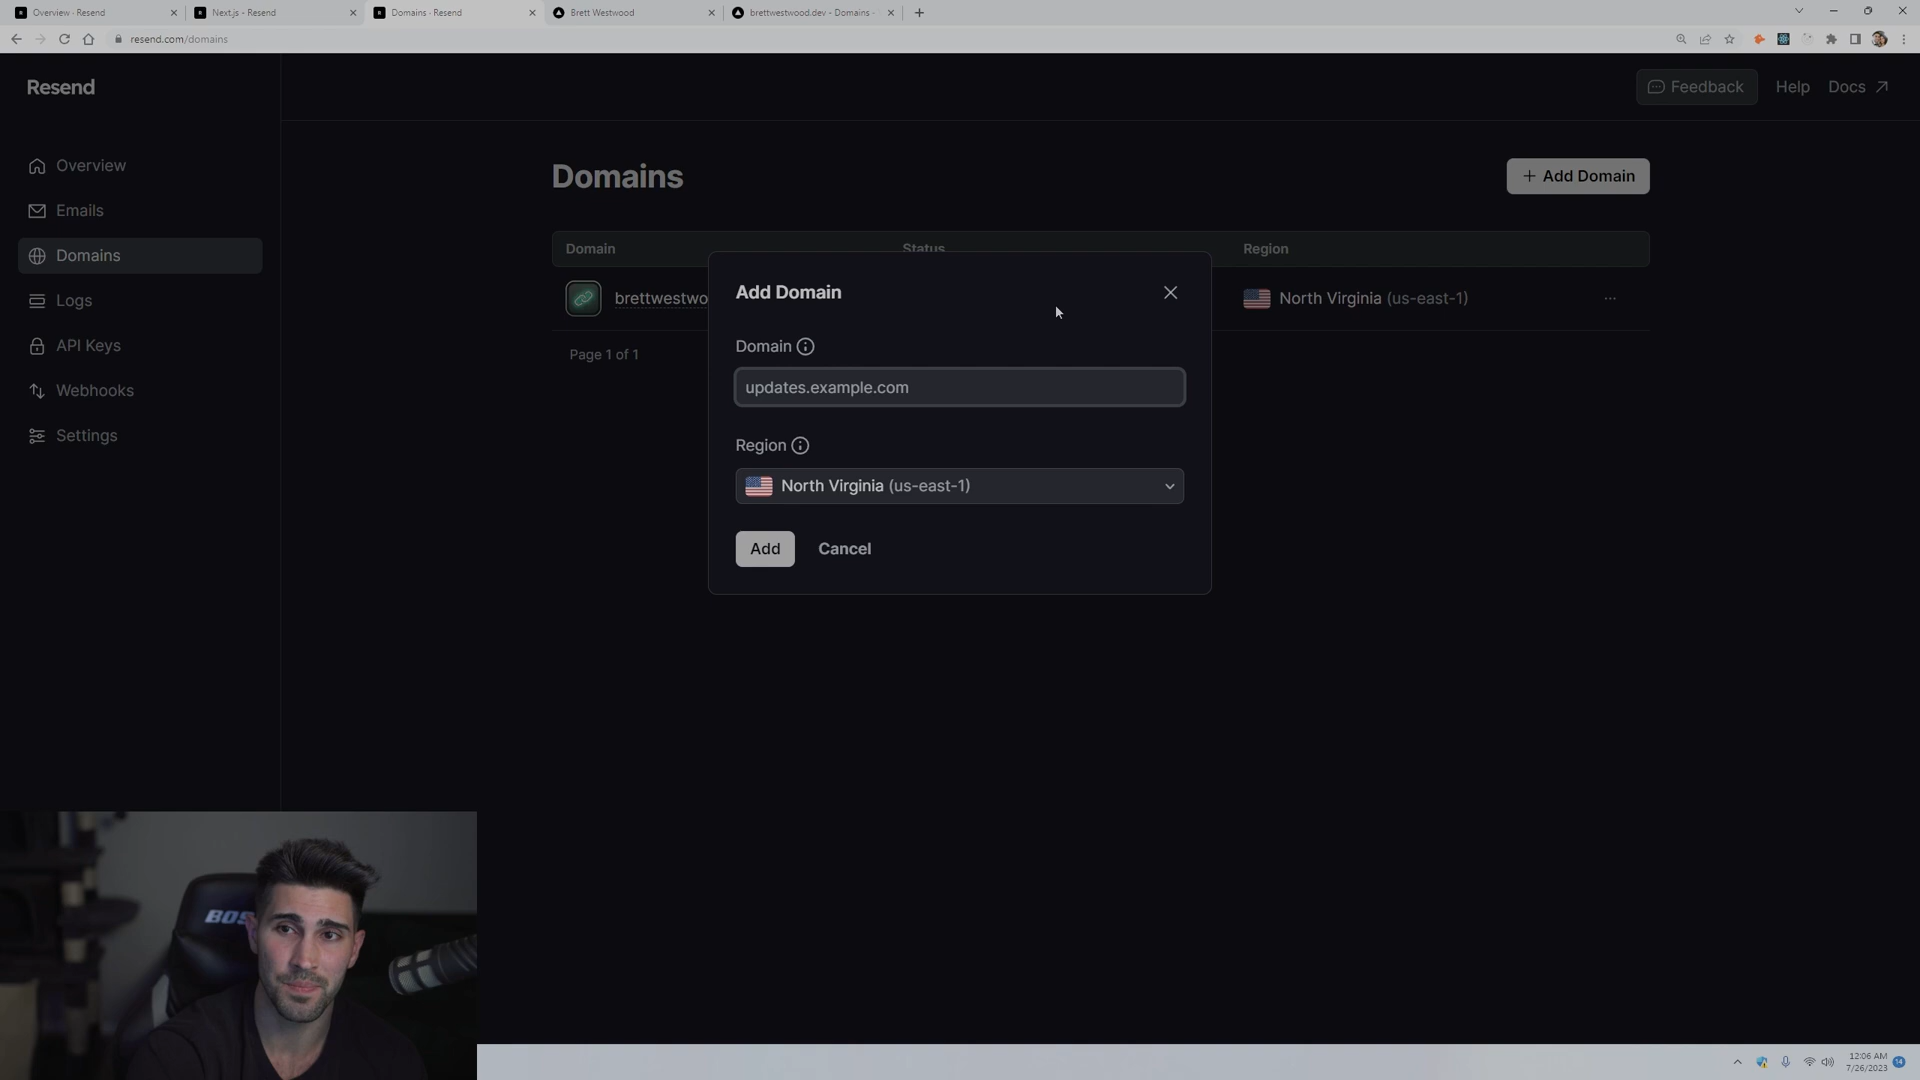 Overview · Resend
Next.js - Resend
Domains · Resend
Brett Westwood
brettwestwood.dev - Domains -
resend.com/domains
Resend
Feedback
Help
Docs
Overview
Emails
Domains
Logs
API Keys
Webhooks
Settings
Domains
+ Add Domain
Domain
Status
Region
brettwestwo
North Virginia (us-east-1)
Page 1 of 1
Add Domain
Domain
updates.example.com
Region
North Virginia (us-east-1)
Add
Cancel
BOS
12:06 AM
7/26/2023
14